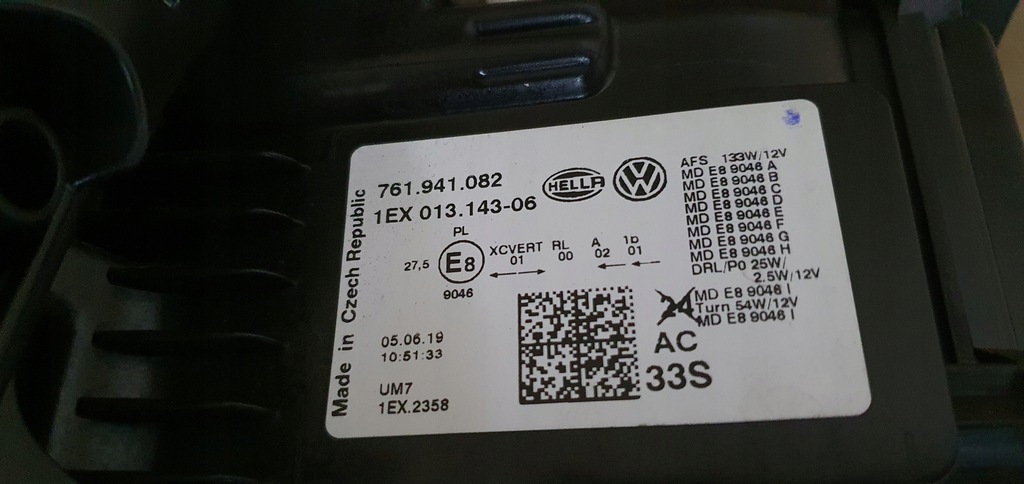 Made in Czech Republic
761.941.082
1EX 013.143-06
HELLA
VW
PL
27,5
E8
9046
XCVERT RL A 1b
01 00 02 01
05.06.19
10:51:33
UM7
1EX.2358
AFS 133W/12V
MD E8 9046 A
MD E8 9046 B
MD E8 9046 C
MD E8 9046 D
MD E8 9046 E
MD E8 9046 F
MD E8 9046 G
MD E8 9046 H
DRL/PO 25W/
2.5W/12V
MD E8 9046 I
Turn 54W/12V
MD E8 9046 I
24
AC
33S